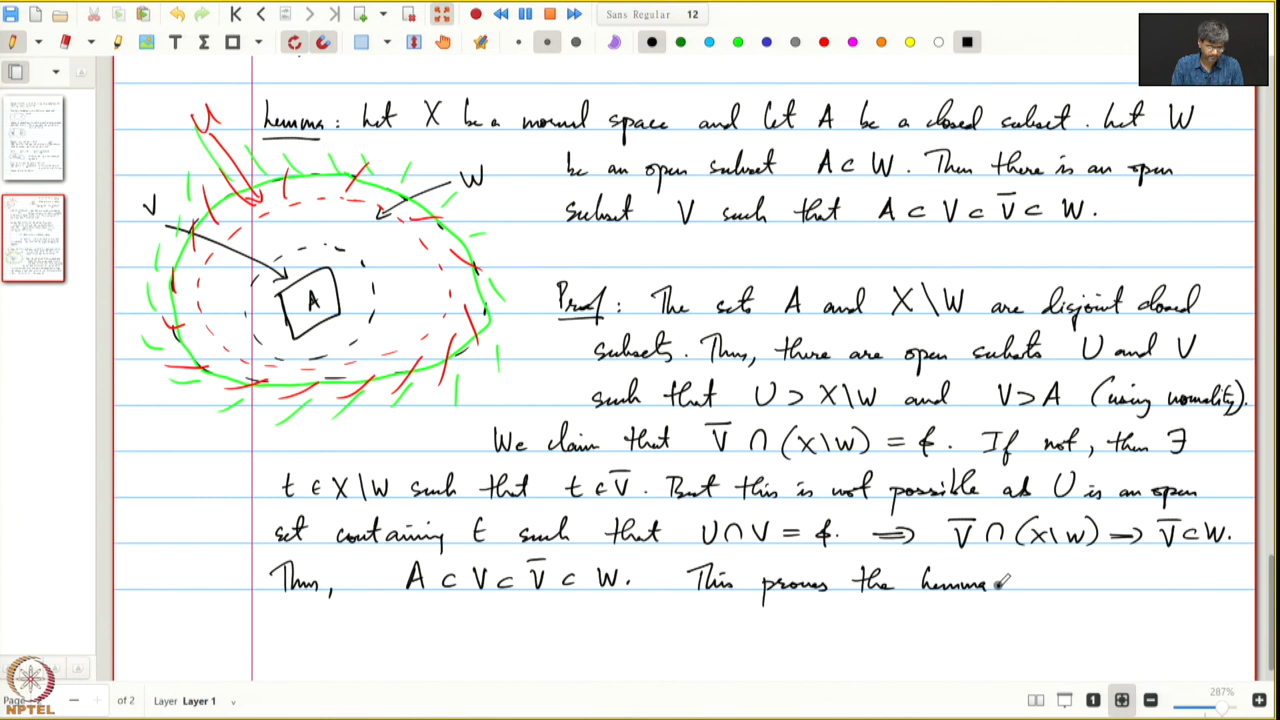 Sans Regular 12
Lemma: Let X be a normal space and let A be a closed subset. Let W
be an open subset A ⊂ W. Then there is an open
subset V such that A ⊂ V ⊂ V̅ ⊂ W.
U
W
V
A
Proof: The sets A and X\W are disjoint closed
subsets. Thus, there are open subsets U and V
such that U ⊃ X\W and V ⊃ A (using normality).
We claim that V̅ ∩ (X\W) = ϕ. If not, then ∃
t ∈ X\W such that t ∈ V̅. But this is not possible as U is an open
set containing t such that U∩V = ϕ. ⟹ V̅ ∩ (X\W) ⟹ V̅ ⊂ W.
Thus, A ⊂ V ⊂ V̅ ⊂ W. This proves the lemma
NPTEL
Page
of 2
Layer Layer 1
1
287%